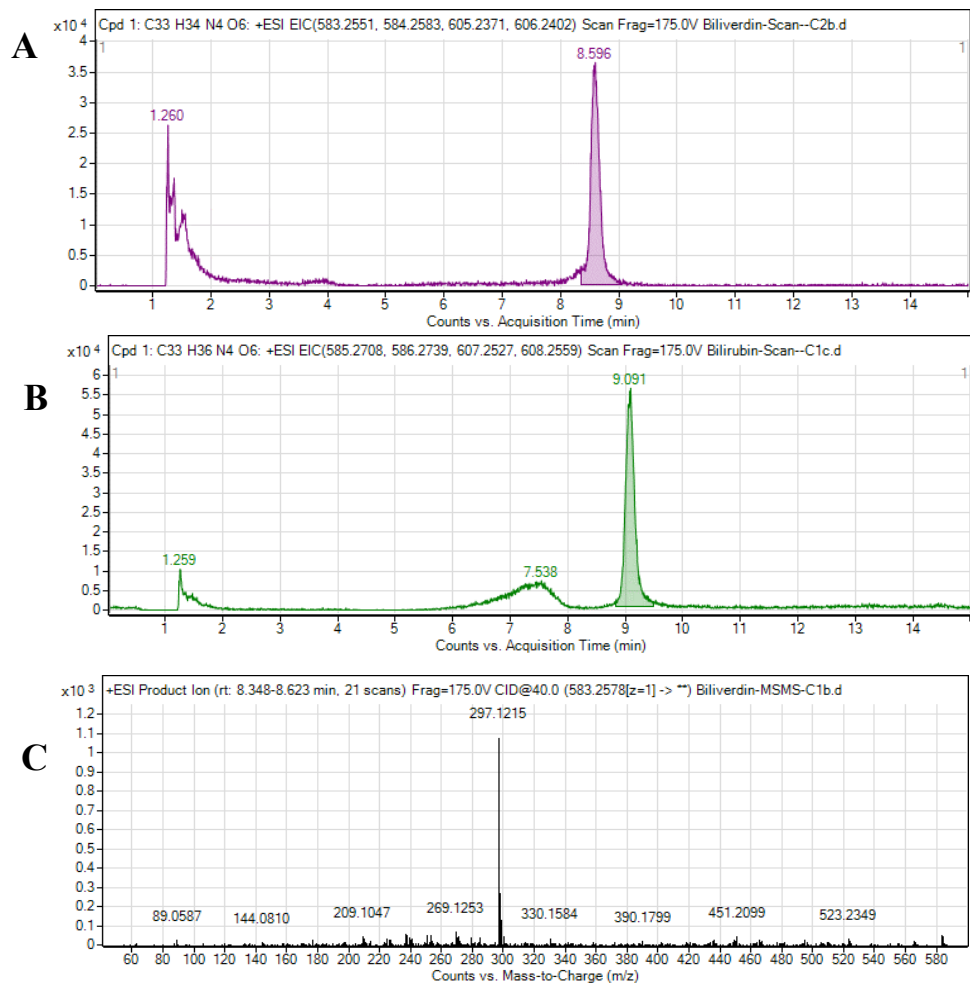 A
Cpd 1: C33 H34 N4 O6: +ESI EIC(583.2551, 584.2583, 605.2371, 606.2402) Scan Frag=175.0V Biliverdin-Scan--C2b.d
x10 4
1
1
4
3.5
3
2.5
2
1.5
1
0.5
0
1.260
8.596
1 2 3 4 5 6 7 8 9 10 11 12 13 14
Counts vs. Acquisition Time (min)
B
Cpd 1: C33 H36 N4 O6: +ESI EIC(585.2708, 586.2739, 607.2527, 608.2559) Scan Frag=175.0V Bilirubin-Scan--C1c.d
x10 4
1
1
6
5.5
5
4.5
4
3.5
3
2.5
2
1.5
1
0.5
0
1.259
7.538
9.091
1 2 3 4 5 6 7 8 9 10 11 12 13 14
Counts vs. Acquisition Time (min)
C
+ESI Product Ion (rt: 8.348-8.623 min, 21 scans) Frag=175.0V CID@40.0 (583.2578[z=1] -> **) Biliverdin-MSMS-C1b.d
x10 3
1.2
1.1
1
0.9
0.8
0.7
0.6
0.5
0.4
0.3
0.2
0.1
0
297.1215
89.0587 144.0810 209.1047 269.1253 330.1584 390.1799 451.2099 523.2349
60 80 100 120 140 160 180 200 220 240 260 280 300 320 340 360 380 400 420 440 460 480 500 520 540 560 580
Counts vs. Mass-to-Charge (m/z)